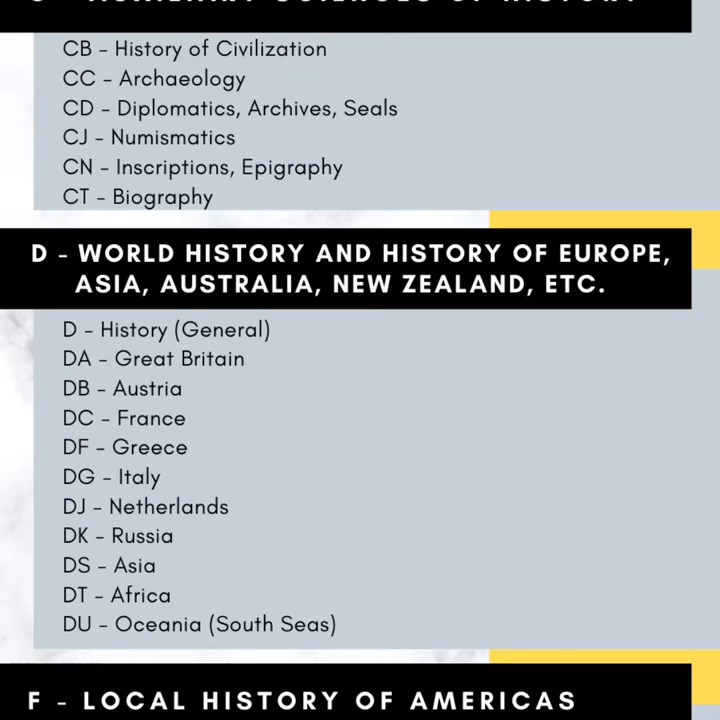 CB - History of Civilization
CC - Archaeology
CD - Diplomatics, Archives, Seals
CJ - Numismatics
CN - Inscriptions, Epigraphy
CT - Biography
D - WORLD HISTORY AND HISTORY OF EUROPE,
ASIA, AUSTRALIA, NEW ZEALAND, ETC.
D - History (General)
DA - Great Britain
DB - Austria
DC - France
DF - Greece
DG - Italy
DJ - Netherlands
DK - Russia
DS - Asia
DT - Africa
DU - Oceania (South Seas)
F - LOCAL HISTORY OF AMERICAS